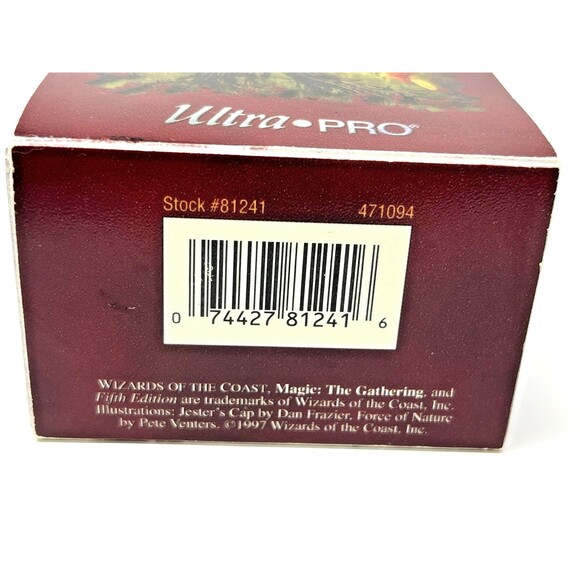 Ultra•PRO®
Stock #81241 471094
0 74427 81241 6
WIZARDS OF THE COAST, Magic: The Gathering, and
Fifth Edition are trademarks of Wizards of the Coast, Inc.
Illustrations: Jester's Cap by Dan Frazier, Force of Nature
by Pete Venters. ©1997 Wizards of the Coast, Inc.